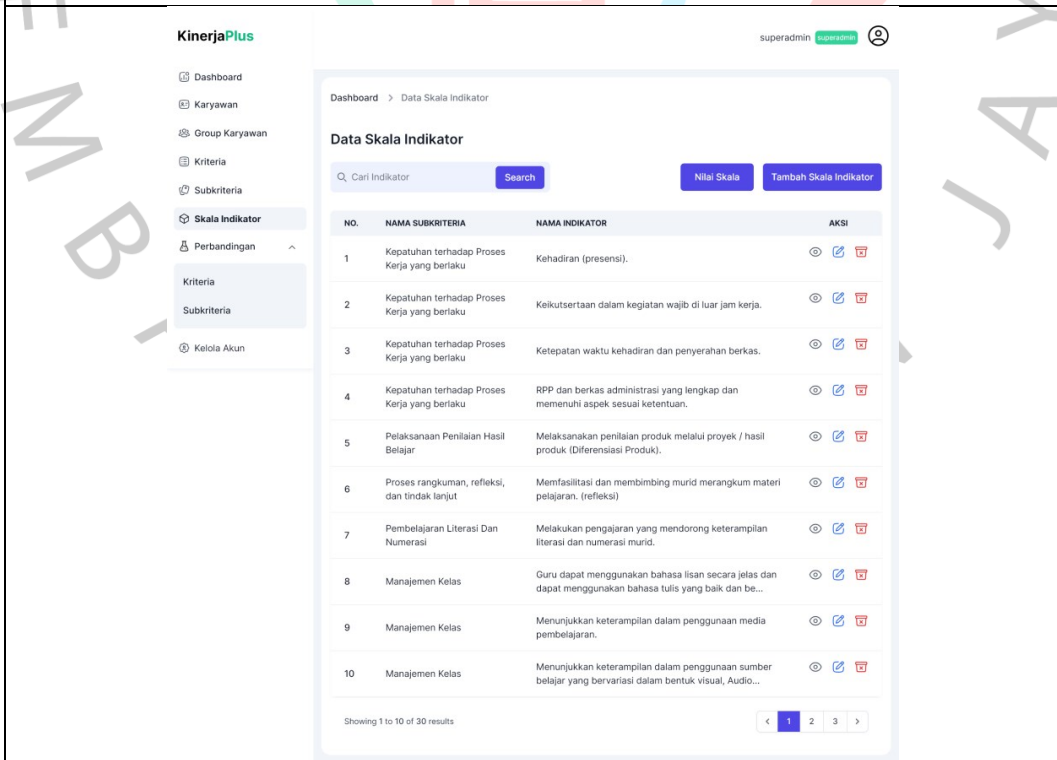 KinerjaPlus
superadmin superadmin
Dashboard
Karyawan
Group Karyawan
Kriteria
Subkriteria
Skala Indikator
Perbandingan
Kriteria
Subkriteria
Kelola Akun
Dashboard > Data Skala Indikator
Data Skala Indikator
Cari Indikator Search Nilai Skala Tambah Skala Indikator
NO. NAMA SUBKRITERIA NAMA INDIKATOR AKSI
1 Kepatuhan terhadap Proses
Kerja yang berlaku
Kehadiran (presensi).
2 Kepatuhan terhadap Proses
Kerja yang berlaku
Keikutsertaan dalam kegiatan wajib di luar jam kerja.
3 Kepatuhan terhadap Proses
Kerja yang berlaku
Ketepatan waktu kehadiran dan penyerahan berkas.
4 Kepatuhan terhadap Proses
Kerja yang berlaku
RPP dan berkas administrasi yang lengkap dan
memenuhi aspek sesuai ketentuan.
5 Pelaksanaan Penilaian Hasil
Belajar
Melaksanakan penilaian produk melalui proyek / hasil
produk (Diferensiasi Produk).
6 Proses rangkuman, refleksi,
dan tindak lanjut
Memfasilitasi dan membimbing murid merangkum materi
pelajaran. (refleksi)
7 Pembelajaran Literasi Dan
Numerasi
Melakukan pengajaran yang mendorong keterampilan
literasi dan numerasi murid.
8 Manajemen Kelas
Guru dapat menggunakan bahasa lisan secara jelas dan
dapat menggunakan bahasa tulis yang baik dan be...
9 Manajemen Kelas
Menunjukkan keterampilan dalam penggunaan media
pembelajaran.
10 Manajemen Kelas
Menunjukkan keterampilan dalam penggunaan sumber
belajar yang bervariasi dalam bentuk visual, Audio...
Showing 1 to 10 of 30 results
< 1 2 3 >